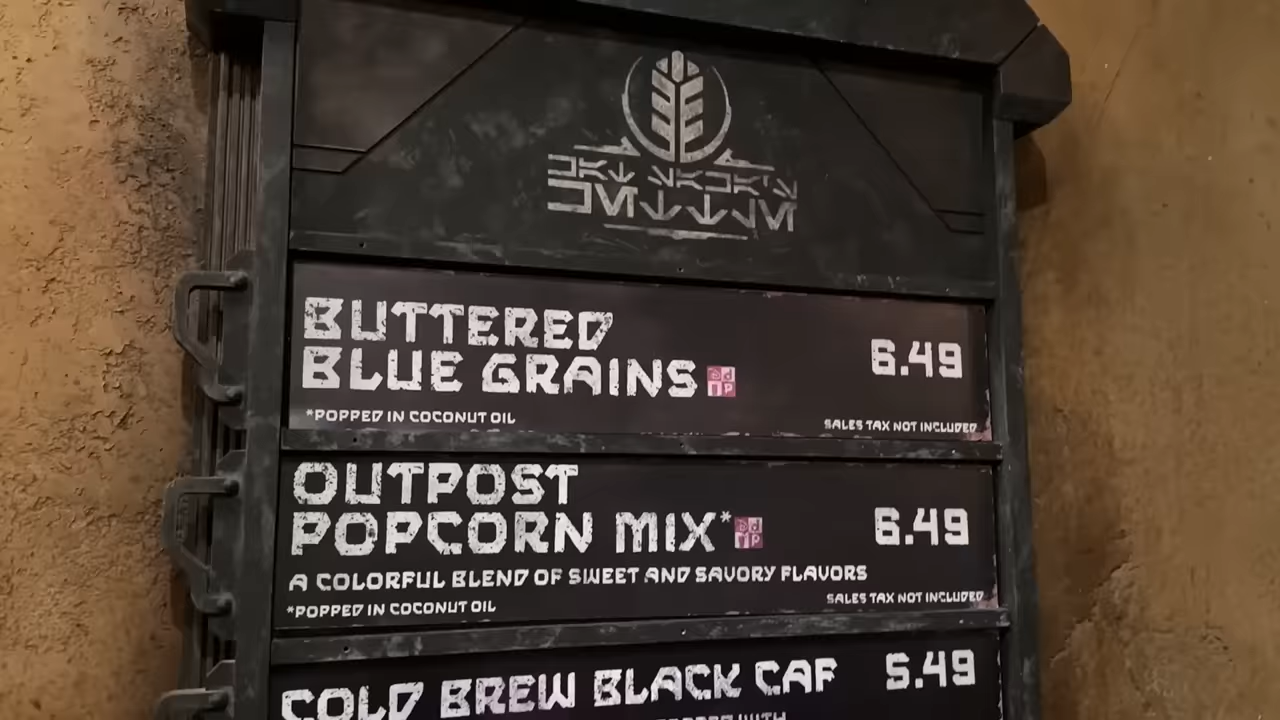 BUTTERED
BLUE GRAINS
6.49
*POPPED IN COCONUT OIL
SALES TAX NOT INCLUDED
OUTPOST
POPCORN MIX*
6.49
A COLORFUL BLEND OF SWEET AND SAVORY FLAVORS
*POPPED IN COCONUT OIL
SALES TAX NOT INCLUDED
COLD BREW BLACK CAF
5.49